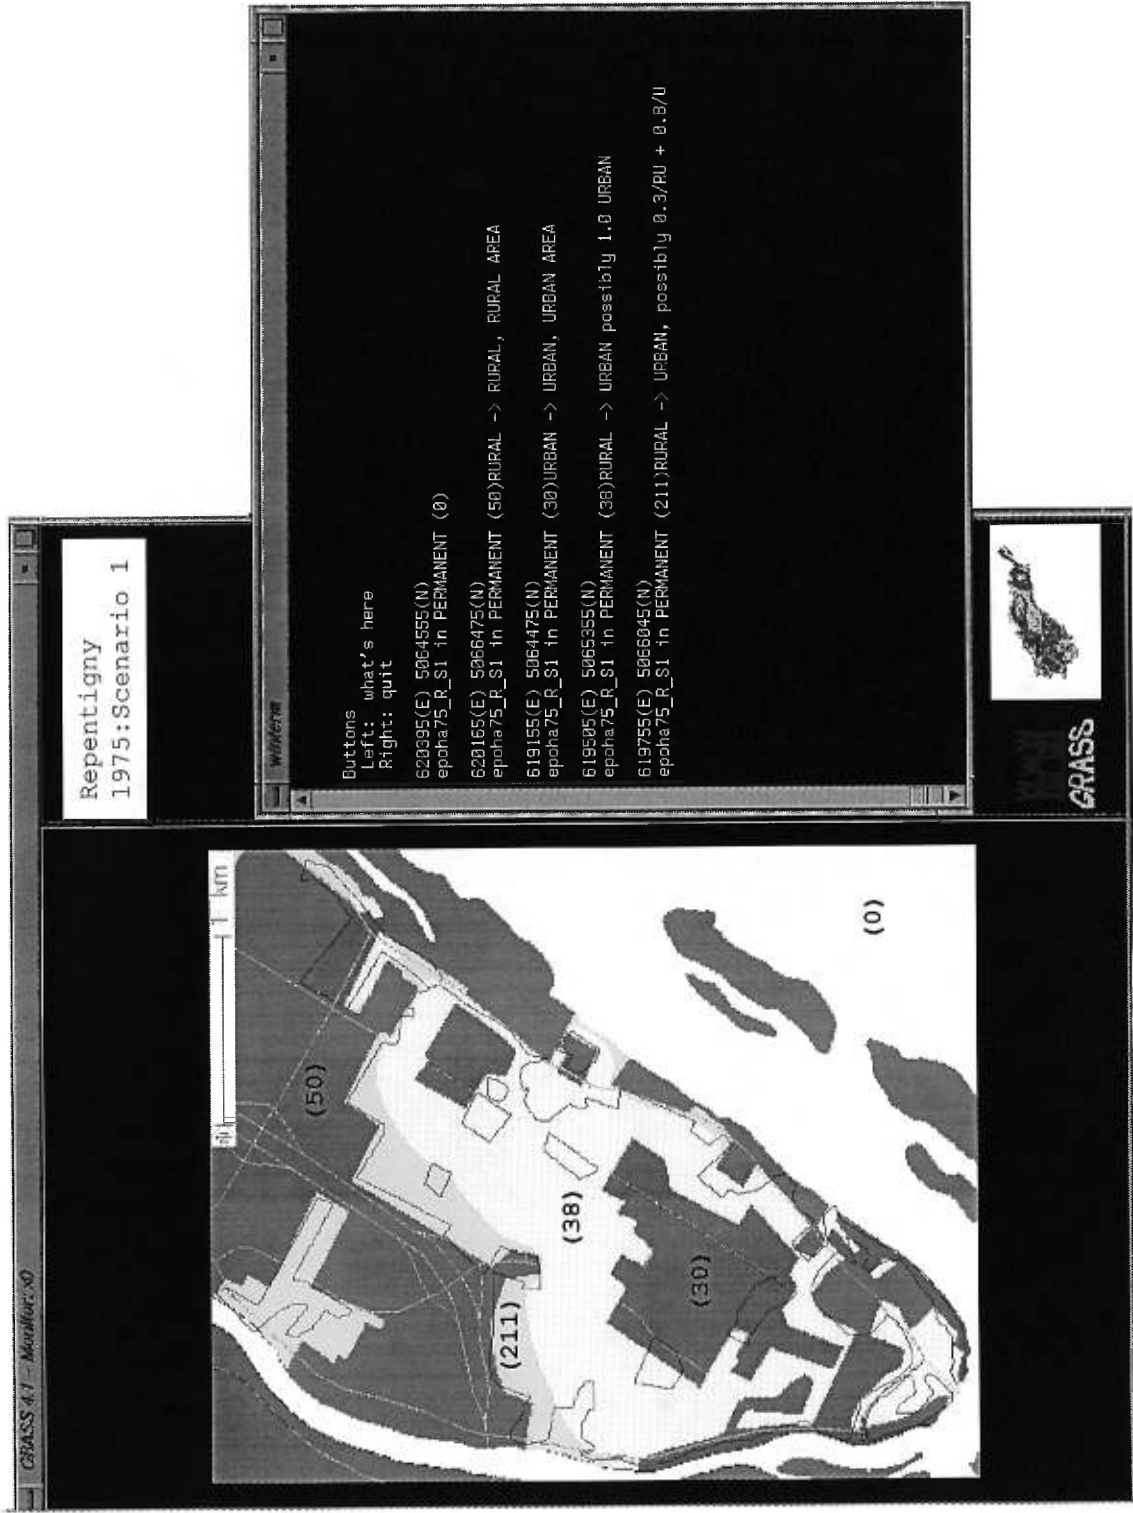 GRASS 4.1 - Monitor: x0
Repentigny
1975:Scenario 1
1 km
(50)
(211)
(38)
(30)
(0)
winterm
Buttons
Left: what's here
Right: quit
620395(E) 5064555(N)
epoha75_R_S1 in PERMANENT (0)
620165(E) 5066475(N)
epoha75_R_S1 in PERMANENT (50)RURAL -> RURAL, RURAL AREA
619155(E) 5064475(N)
epoha75_R_S1 in PERMANENT (30)URBAN -> URBAN, URBAN AREA
619505(E) 5065355(N)
epoha75_R_S1 in PERMANENT (38)RURAL -> URBAN possibly 1.0 URBAN
619755(E) 5066045(N)
epoha75_R_S1 in PERMANENT (211)RURAL -> URBAN, possibly 0.3/RU + 0.8/U
GRASS